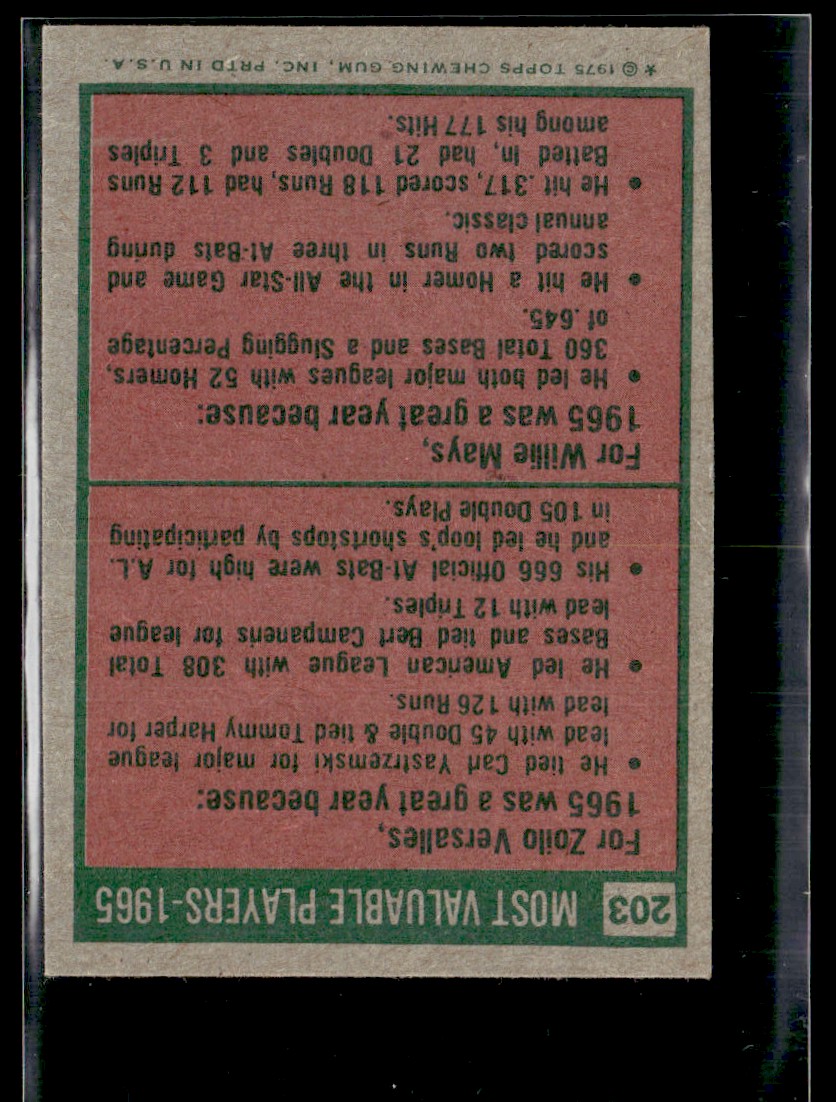 203 MOST VALUABLE PLAYERS-1965
For Zoilo Versalles,
1965 was a great year because:
• He tied Carl Yastrzemski for major league
lead with 45 Double & tied Tommy Harper for
lead with 126 Runs.
• He led American League with 308 Total
Bases and tied Bert Campaneris for league
lead with 12 Triples.
• His 666 Official At-Bats were high for A.L.
and he led loop's shortstops by participating
in 105 Double Plays.
For Willie Mays,
1965 was a great year because:
• He led both major leagues with 52 Homers,
360 Total Bases and a Slugging Percentage
of .645.
• He hit a Homer in the All-Star Game and
scored two Runs in three At-Bats during
annual classic.
• He hit .317, scored 118 Runs, had 112 Runs
Batted In, had 21 Doubles and 3 Triples
among his 177 Hits.
★ © 1975 TOPPS CHEWING GUM, INC. PRTD IN U.S.A.